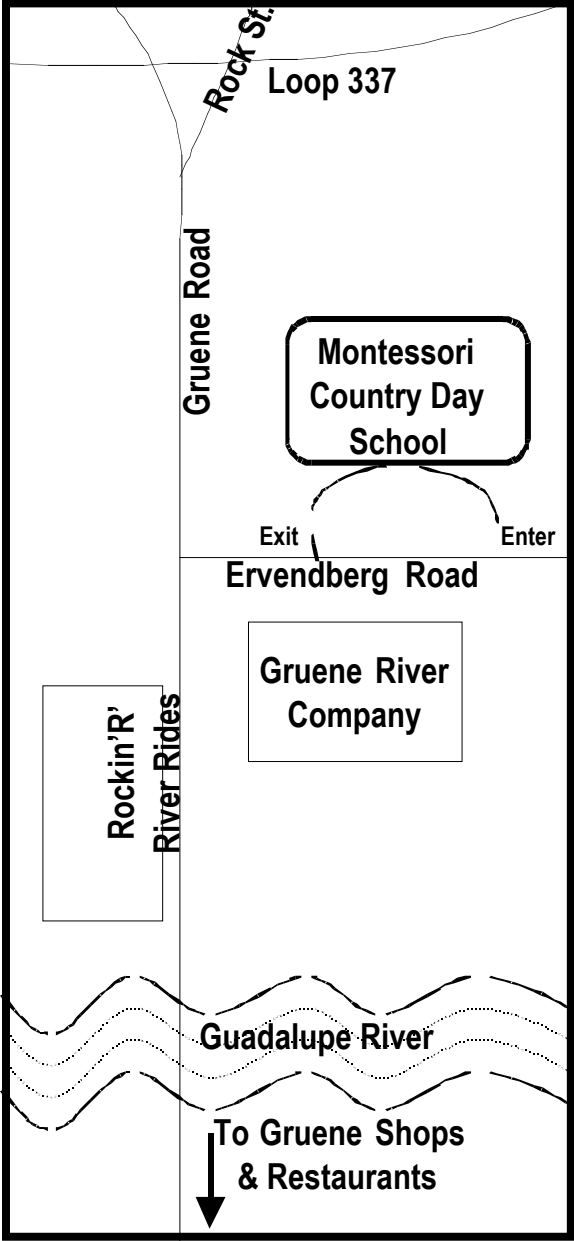 Rock St.
Loop 337
Gruene Road
Montessori
Country Day
School
Exit
Enter
Ervendberg Road
Gruene River
Company
Rockin'R'
River Rides
Guadalupe River
To Gruene Shops
& Restaurants